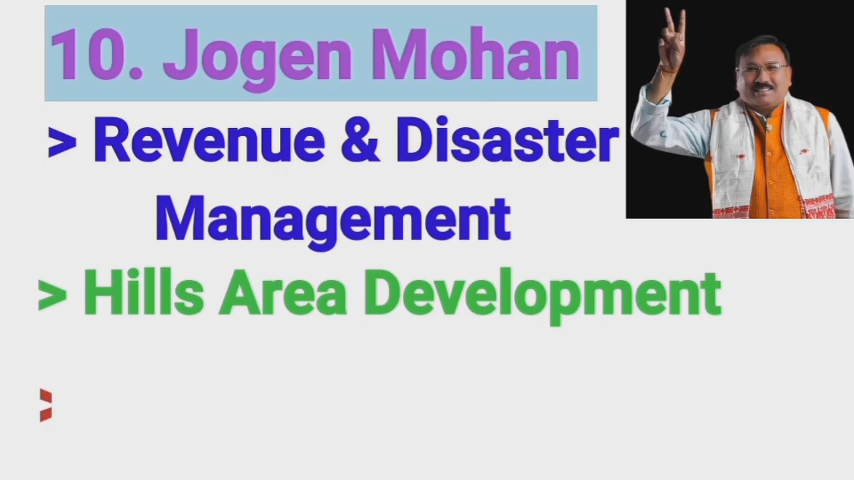 10. Jogen Mohan
> Revenue & Disaster
Management
> Hills Area Development
>